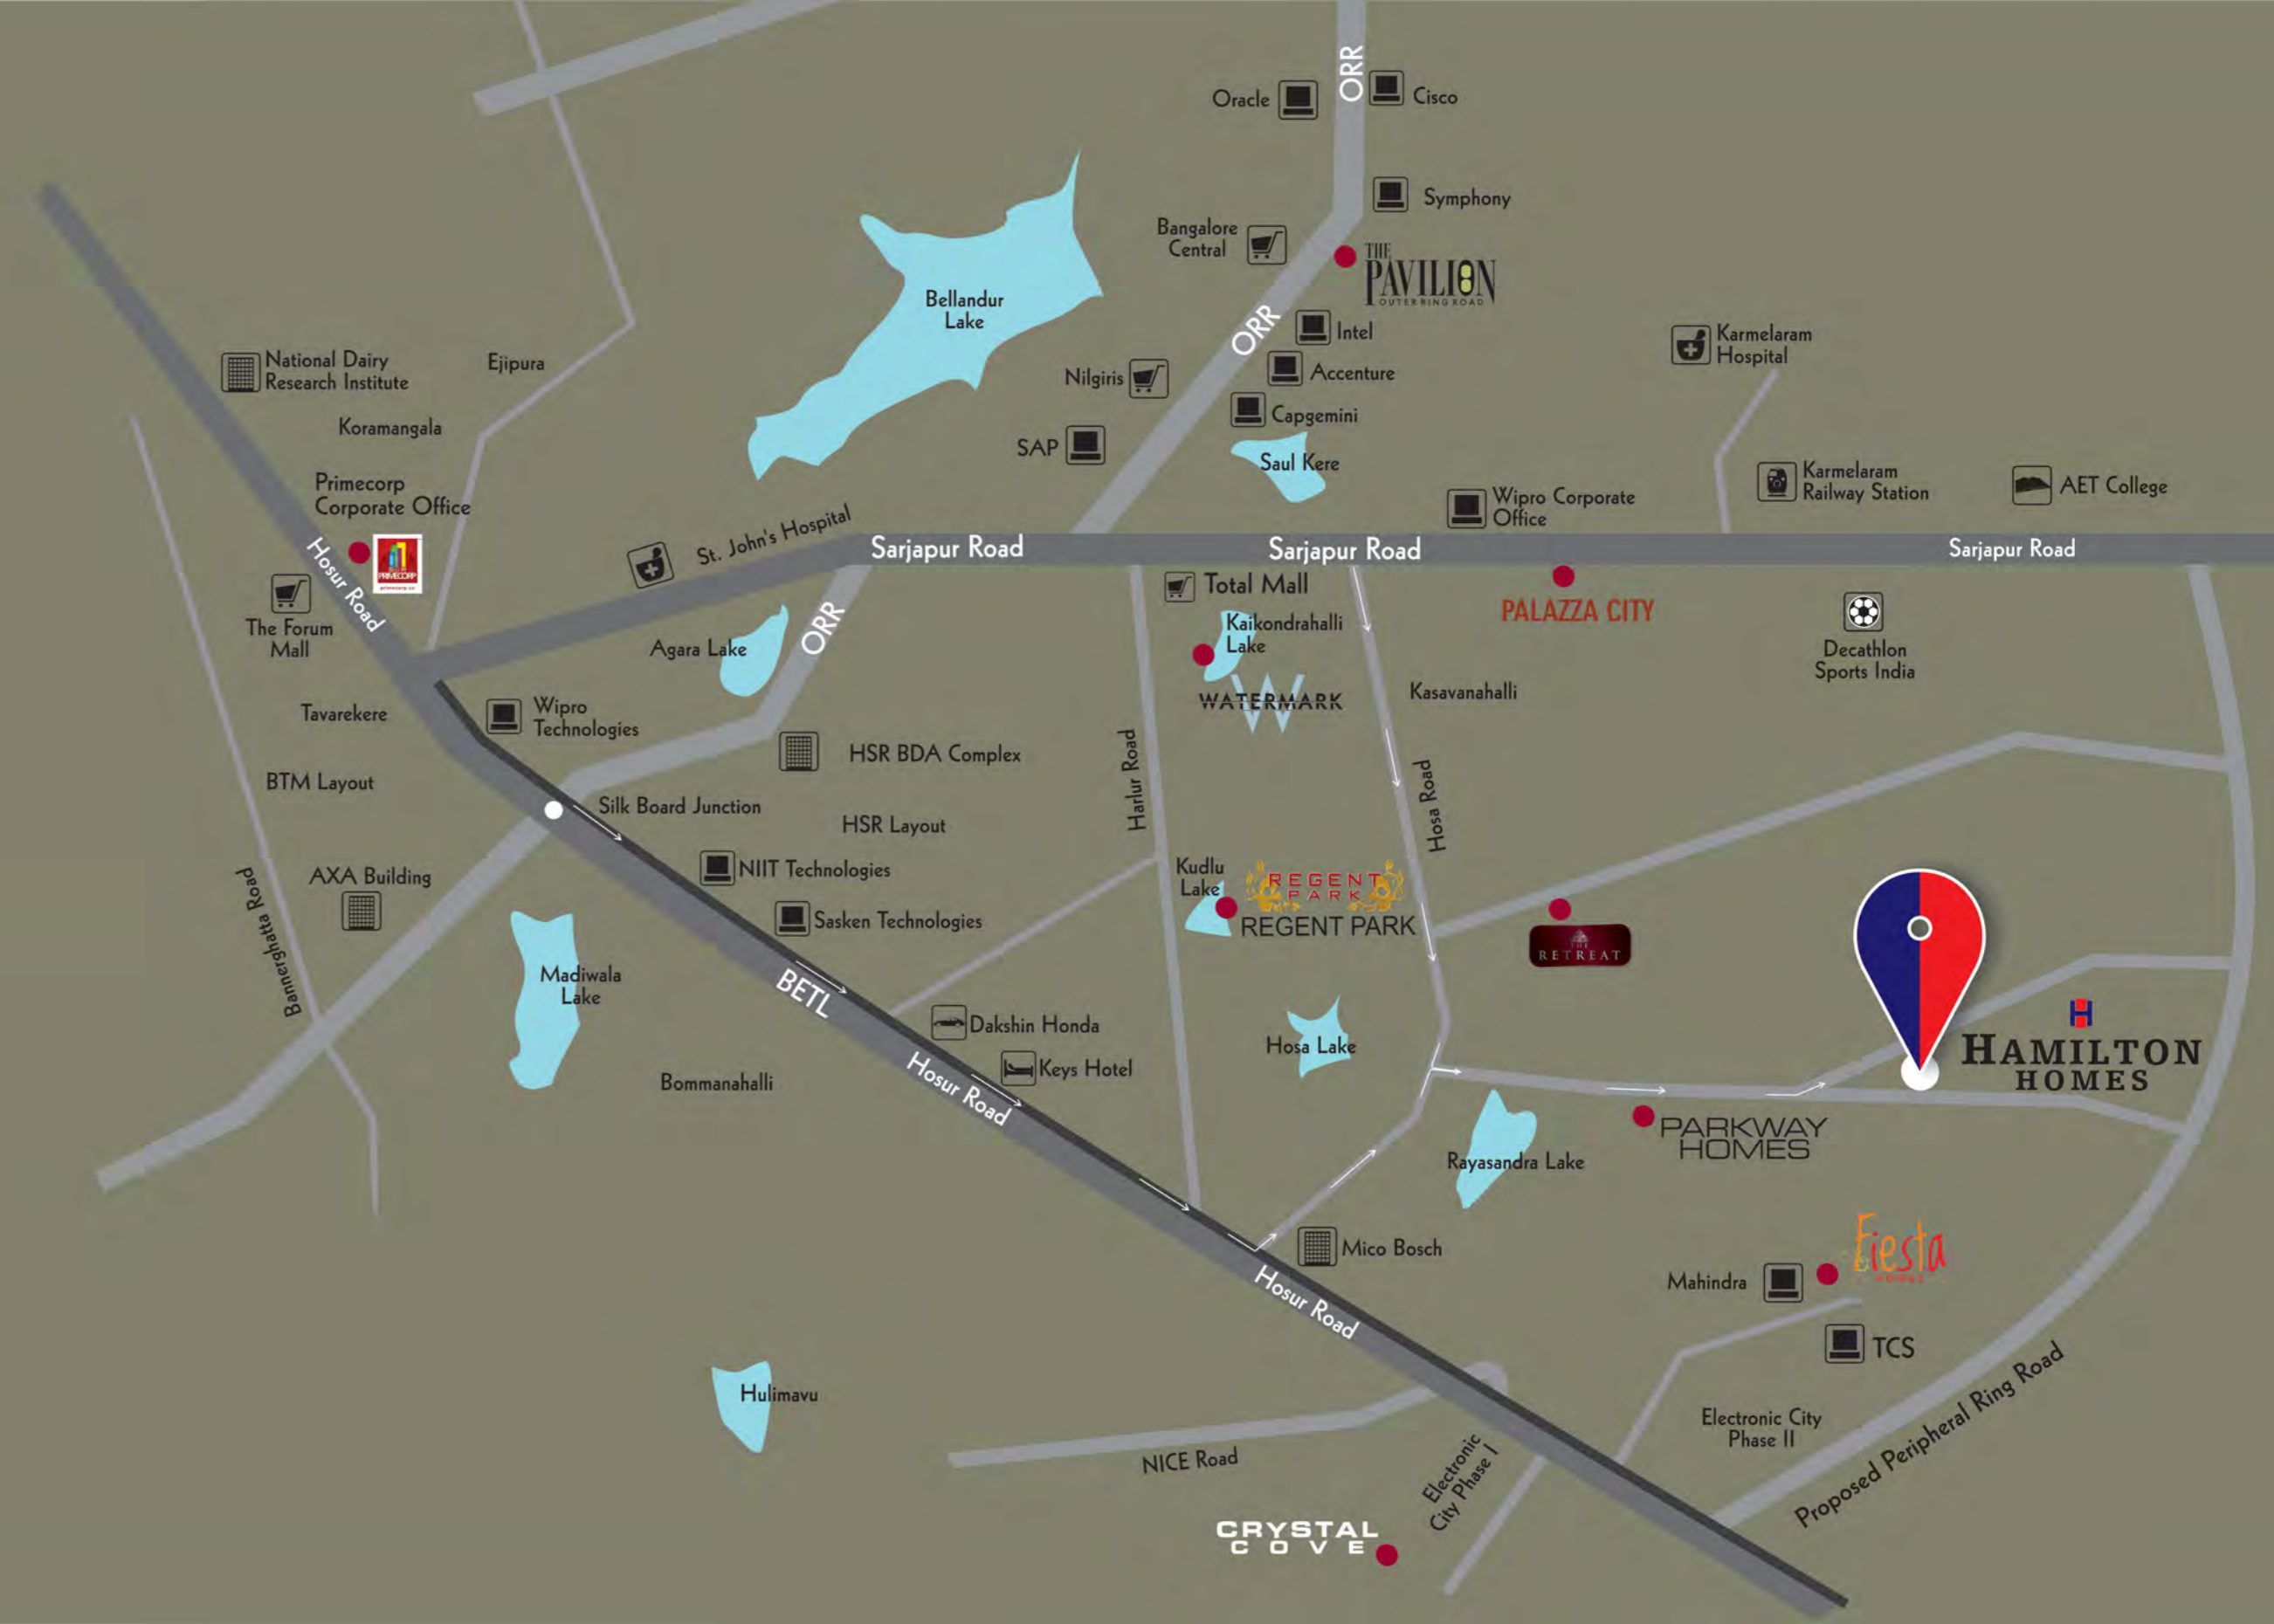 ORR
Oracle
Cisco
Symphony
Bangalore
Central
THE
PAVILION
OUTER RING ROAD
Bellandur
Lake
ORR
Intel
Accenture
Nilgiris
Capgemini
SAP
Saul Kere
Karmelaram
Hospital
National Dairy
Research Institute
Ejipura
Koramangala
Primecorp
Corporate Office
PRIMECORP
Hosur Road
The Forum
Mall
St. John's Hospital
Wipro Corporate
Office
Karmelaram
Railway Station
AET College
Sarjapur Road
Sarjapur Road
Sarjapur Road
Total Mall
Kaikondrahalli
Lake
WATERMARK
W
PALAZZA CITY
Decathlon
Sports India
Kasavanahalli
Agara Lake
ORR
Tavarekere
Wipro
Technologies
BTM Layout
HSR BDA Complex
Silk Board Junction
HSR Layout
Harlur Road
Hosa Road
AXA Building
Bannerghatta Road
NIIT Technologies
Sasken Technologies
Kudlu
Lake
REGENT
PARK
REGENT PARK
THE
RETREAT
Madiwala
Lake
BETL
Dakshin Honda
Keys Hotel
Hosur Road
Bommanahalli
Hosa Lake
H
HAMILTON
HOMES
PARKWAY
HOMES
Rayasandra Lake
Mico Bosch
Hosur Road
Fiesta
HOMES
Mahindra
TCS
Hulimavu
NICE Road
Electronic
City Phase I
Electronic City
Phase II
Proposed Peripheral Ring Road
CRYSTAL
COVE